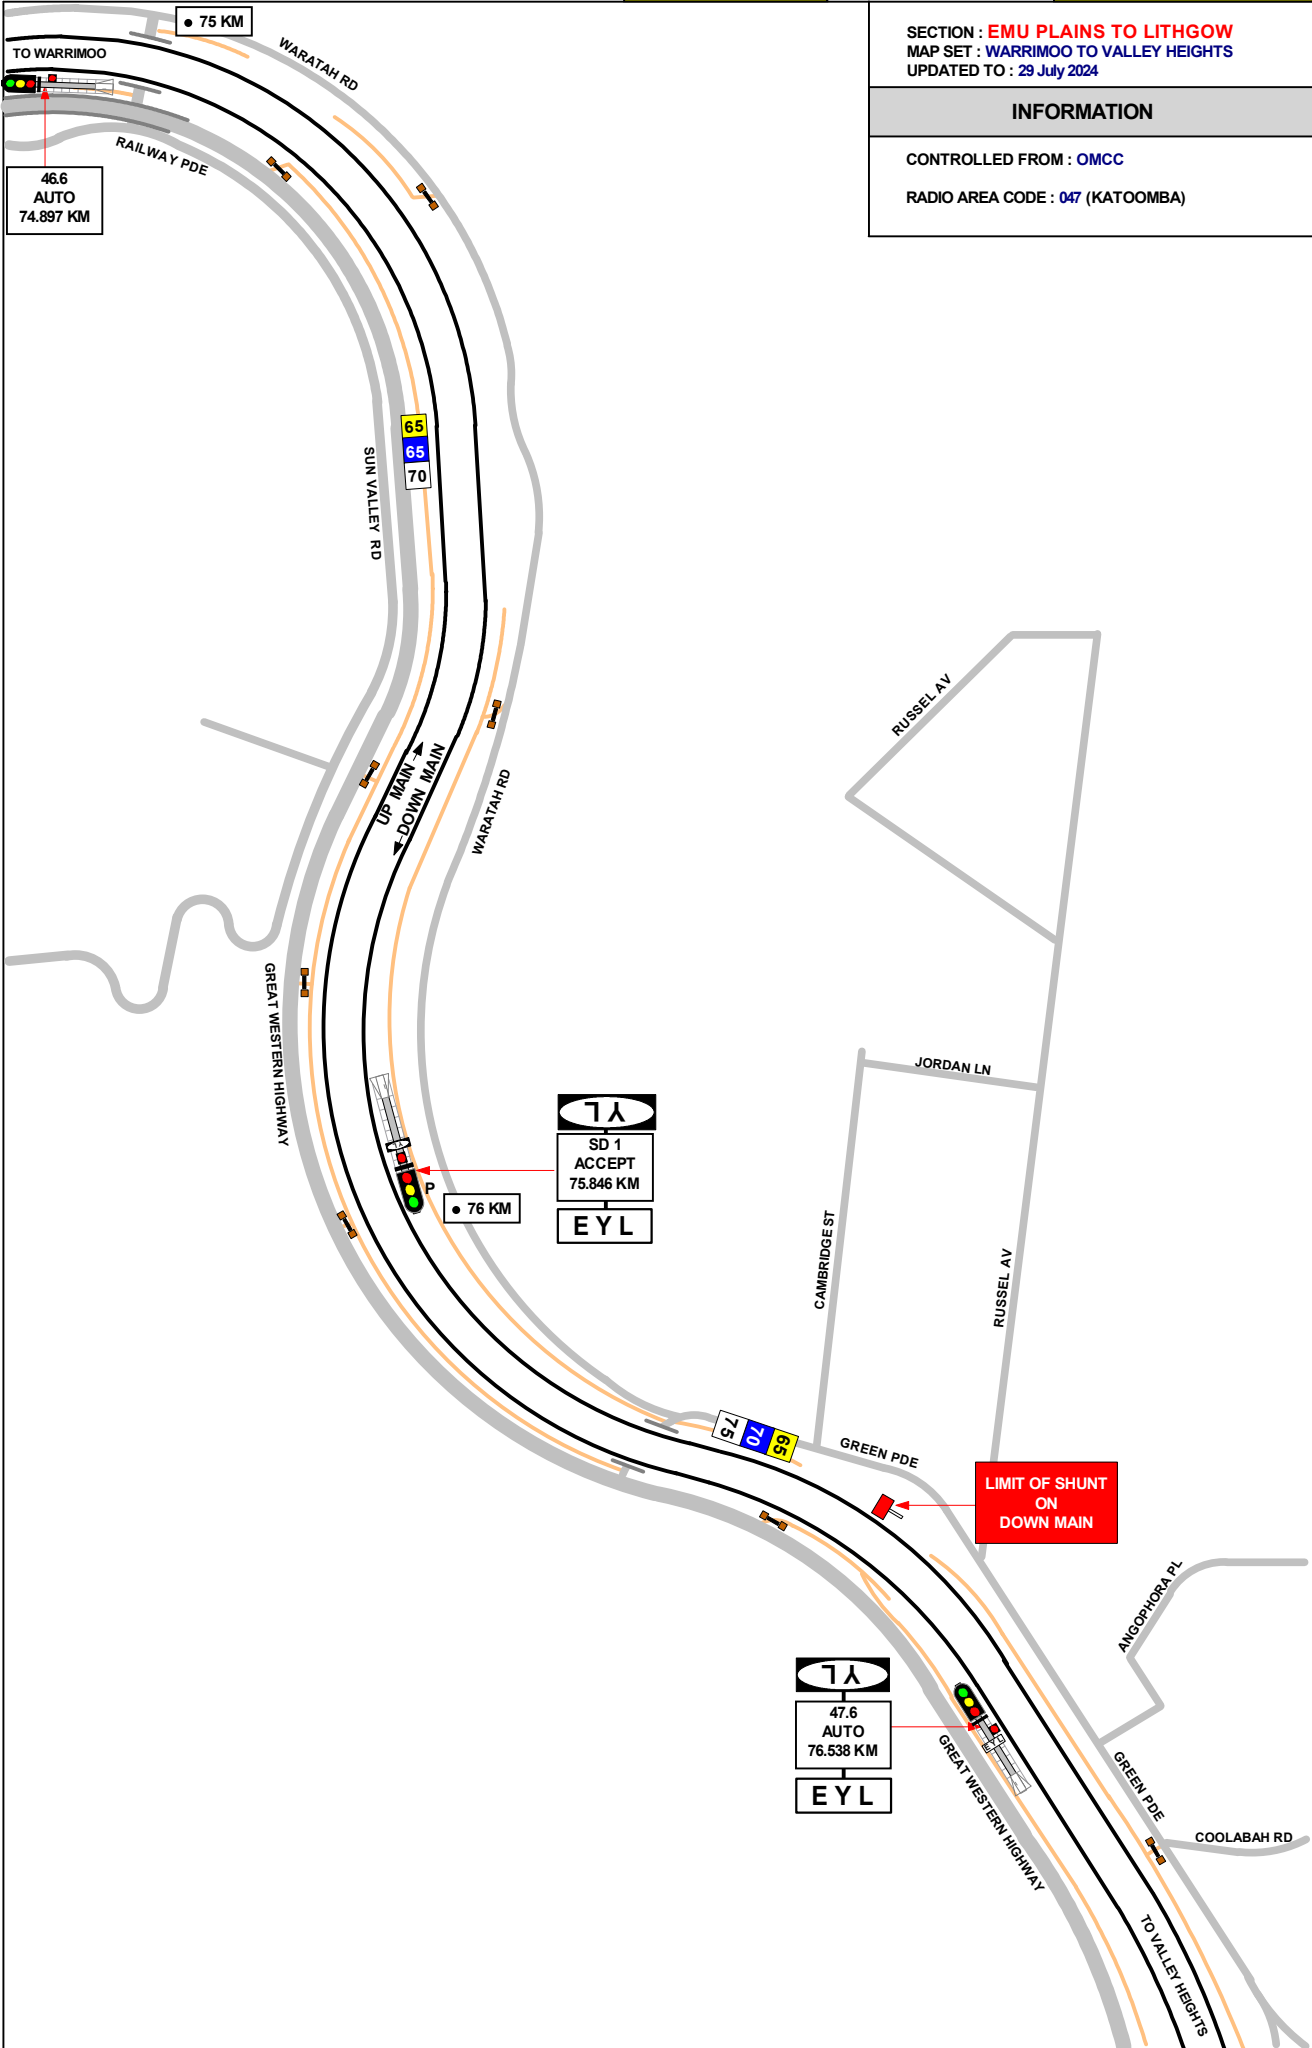 SECTION : EMU PLAINS TO LITHGOW
MAP SET : WARRIMOO TO VALLEY HEIGHTS
UPDATED TO : 29 July 2024
INFORMATION
CONTROLLED FROM : OMCC
RADIO AREA CODE : 047 (KATOOMBA)
• 75 KM
TO WARRIMOO
WARATAH RD
RAILWAY PDE
46.6
AUTO
74.897 KM
65
65
70
SUN VALLEY RD
RUSSEL AV
UP MAIN
DOWN MAIN
WARATAH RD
GREAT WESTERN HIGHWAY
JORDAN LN
YL
SD 1
ACCEPT
75.846 KM
EYL
P
• 76 KM
CAMBRIDGE ST
RUSSEL AV
75
70
65
GREEN PDE
LIMIT OF SHUNT
ON
DOWN MAIN
ANGOPHORA PL
YL
47.6
AUTO
76.538 KM
EYL
GREAT WESTERN HIGHWAY
GREEN PDE
COOLABAH RD
TO VALLEY HEIGHTS